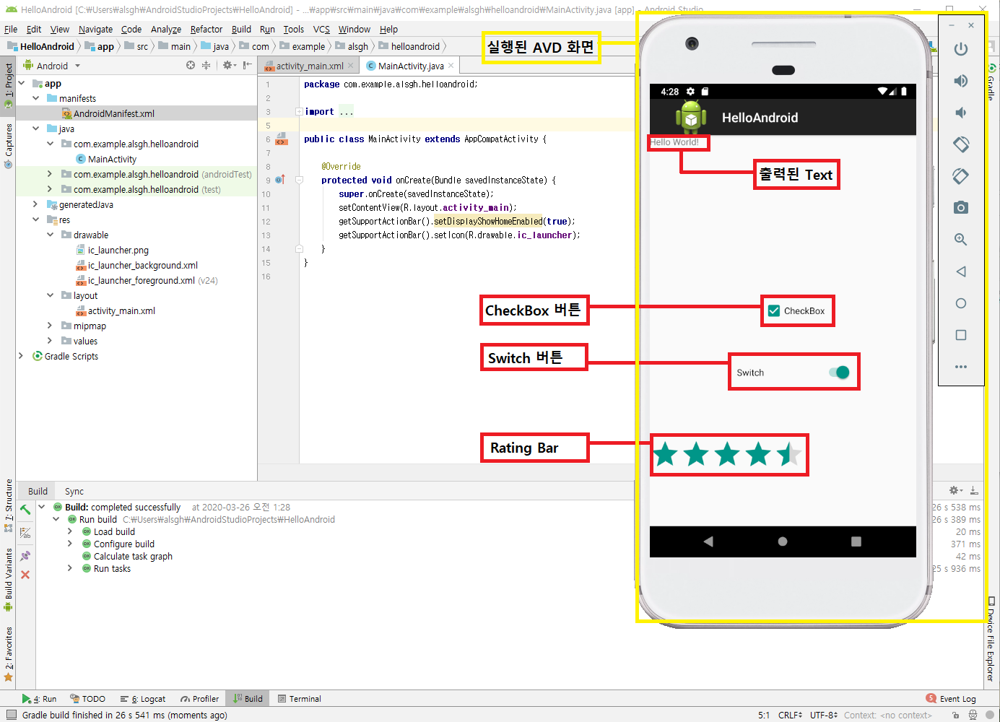 HelloAndroid [C:₩Users₩alsgh₩AndroidStudioProjects₩HelloAndroid] - ...₩app₩src₩main₩java₩com₩example₩alsgh₩helloandroid₩MainActivity.java [app] - Android Studio
File Edit View Navigate Code Analyze Refactor Build Run Tools VCS Window Help
HelloAndroid app src main java com example alsgh helloandroid
실행된 AVD 화면
1: Project
Captures
7: Structure
Build Variants
2: Favorites
Android
app
manifests
AndroidManifest.xml
java
com.example.alsgh.helloandroid
MainActivity
com.example.alsgh.helloandroid (androidTest)
com.example.alsgh.helloandroid (test)
generatedJava
res
drawable
ic_launcher.png
ic_launcher_background.xml
ic_launcher_foreground.xml (v24)
layout
activity_main.xml
mipmap
values
Gradle Scripts
activity_main.xml MainActivity.java
1 package com.example.alsgh.helloandroid;
2
3 import ...
5
6 public class MainActivity extends AppCompatActivity {
7
8 @Override
9 protected void onCreate(Bundle savedInstanceState) {
10 super.onCreate(savedInstanceState);
11 setContentView(R.layout.activity_main);
12 getSupportActionBar().setDisplayShowHomeEnabled(true);
13 getSupportActionBar().setIcon(R.drawable.ic_launcher);
14 }
15 }
16
4:28
HelloAndroid
Hello World!
출력된 Text
CheckBox 버튼
CheckBox
Switch 버튼
Switch
Rating Bar
Gradle
Device File Explorer
Build Sync
Build: completed successfully at 2020-03-26 오전 1:28
26 s 538 ms
Run build C:₩Users₩alsgh₩AndroidStudioProjects₩HelloAndroid
26 s 389 ms
Load build
20 ms
Configure build
371 ms
Calculate task graph
42 ms
Run tasks
25 s 936 ms
4: Run TODO 6: Logcat Profiler Build Terminal
5 Event Log
Gradle build finished in 26 s 541 ms (moments ago)
5:1 CRLF UTF-8 Context: <no context>